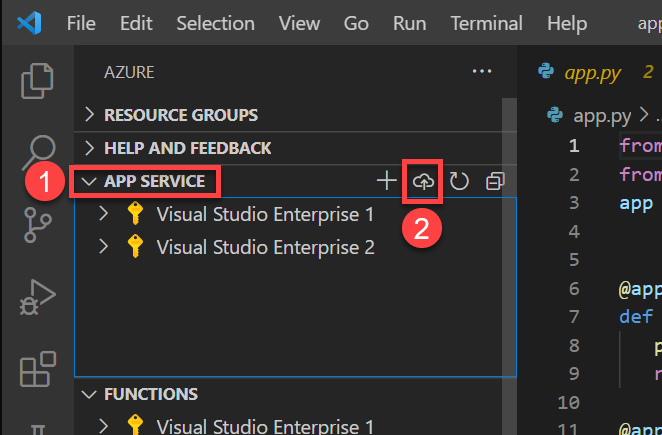 File Edit Selection View Go Run Terminal Help app
AZURE ...
app.py 2
RESOURCE GROUPS
app.py > ..
HELP AND FEEDBACK
1 from
1 APP SERVICE
2 from
3 app
Visual Studio Enterprise 1
2
4
Visual Studio Enterprise 2
5
6 @app
7 def
8 p
9 r
FUNCTIONS
10
Visual Studio Enterprise 1
11 @app